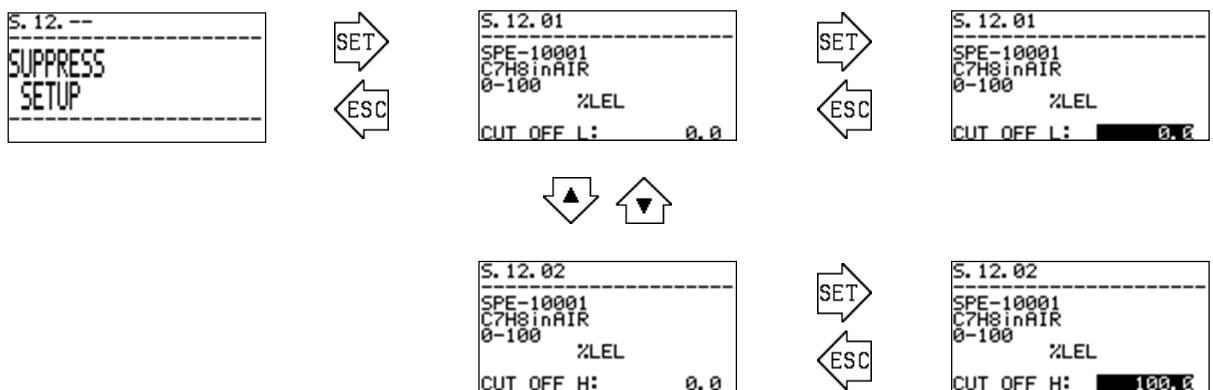 S.12.--
SUPPRESS
SETUP
SET
ESC
S.12.01
SPE-10001
C7H8inAIR
0-100
%LEL
CUT OFF L: 0.0
SET
ESC
S.12.01
SPE-10001
C7H8inAIR
0-100
%LEL
CUT OFF L: 0.0
▲ ▼
S.12.02
SPE-10001
C7H8inAIR
0-100
%LEL
CUT OFF H: 0.0
SET
ESC
S.12.02
SPE-10001
C7H8inAIR
0-100
%LEL
CUT OFF H: 100.0